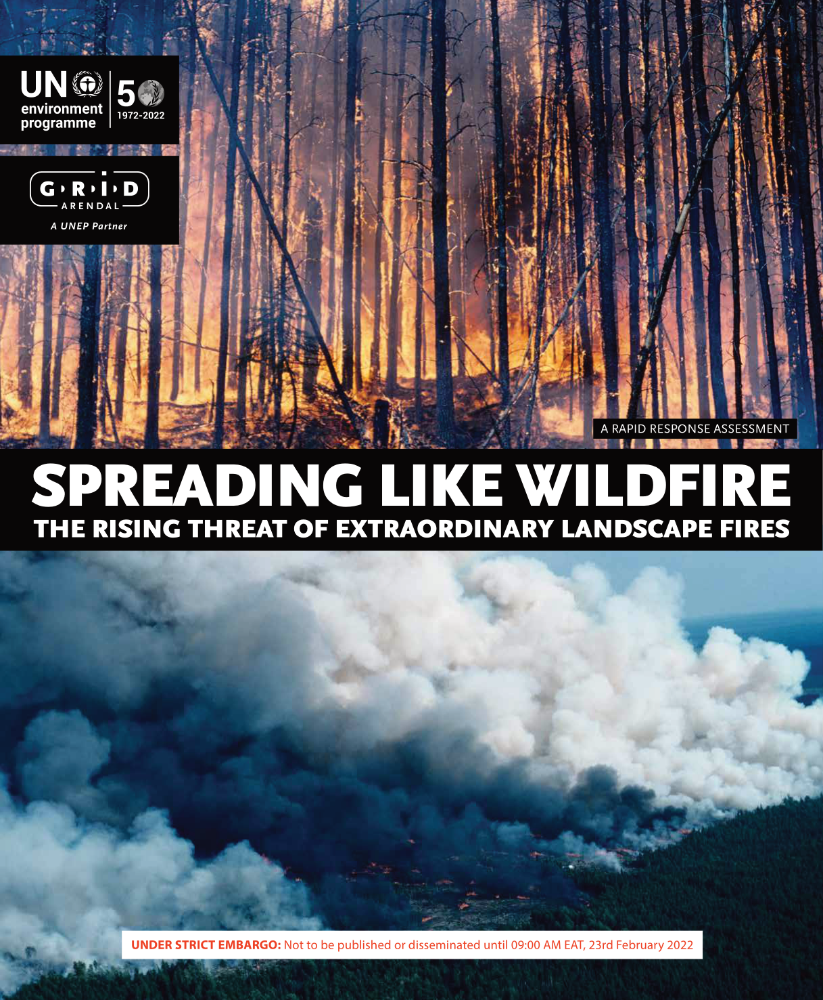 UN
environment
programme
50
1972-2022
G·R·i·D
ARENDAL
A UNEP Partner
A RAPID RESPONSE ASSESSMENT
SPREADING LIKE WILDFIRE
THE RISING THREAT OF EXTRAORDINARY LANDSCAPE FIRES
UNDER STRICT EMBARGO: Not to be published or disseminated until 09:00 AM EAT, 23rd February 2022